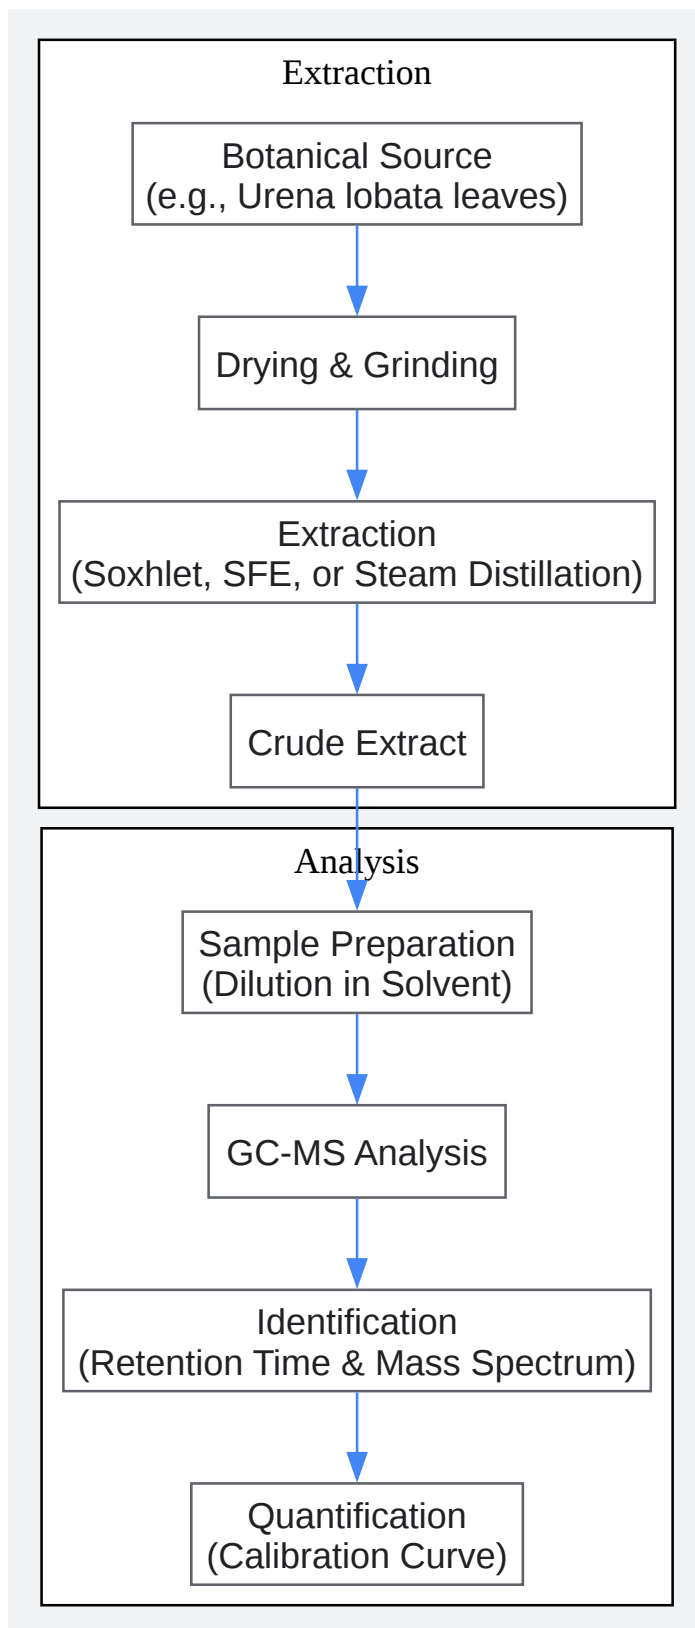 Extraction
Botanical Source
(e.g., Urena lobata leaves)
Drying & Grinding
Extraction
(Soxhlet, SFE, or Steam Distillation)
Crude Extract
Analysis
Sample Preparation
(Dilution in Solvent)
GC-MS Analysis
Identification
(Retention Time & Mass Spectrum)
Quantification
(Calibration Curve)